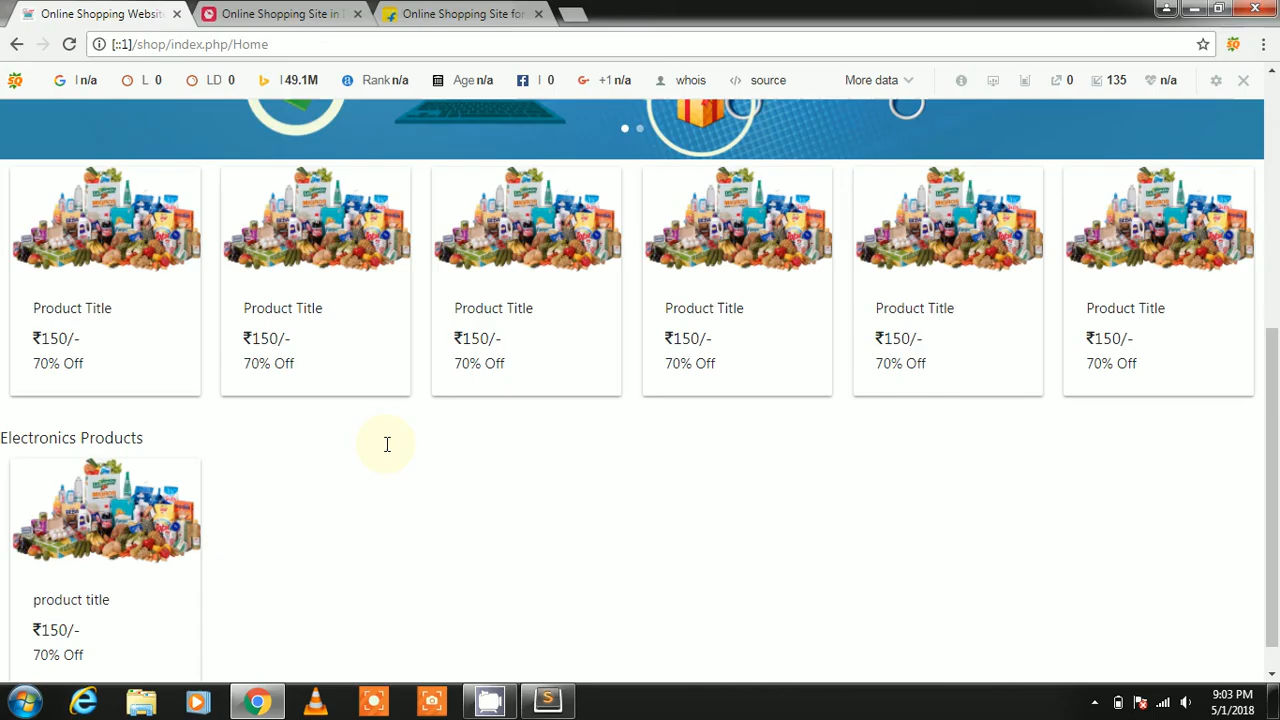 Online Shopping Websit
Online Shopping Site in I
Online Shopping Site for
[::1]/shop/index.php/Home
I n/a
L 0
LD 0
I 49.1M
Rank n/a
Age n/a
I 0
+1 n/a
whois
source
More data
0
135
n/a
Product Title
Product Title
Product Title
Product Title
Product Title
Product Title
₹150/-
₹150/-
₹150/-
₹150/-
₹150/-
₹150/-
70% Off
70% Off
70% Off
70% Off
70% Off
70% Off
Electronics Products
product title
₹150/-
70% Off
9:03 PM
5/1/2018